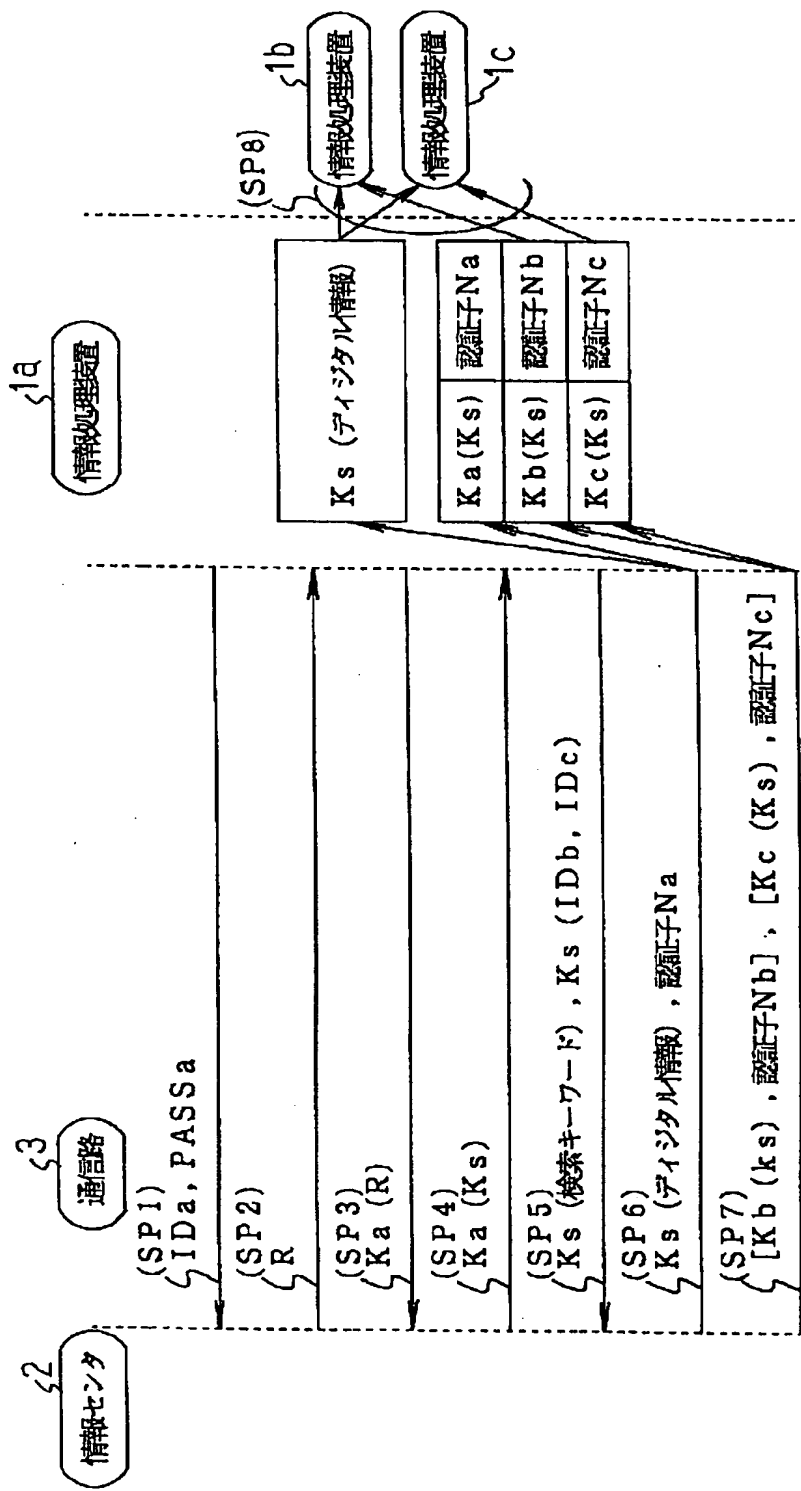 2
情報センタ
3
通信路
1a
情報処理装置
(SP1)
IDa, PASSa
(SP2)
R
(SP3)
Ka (R)
(SP4)
Ka (Ks)
(SP5)
Ks (検索キーワード), Ks (IDb, IDc)
(SP6)
Ks (ディジタル情報), 認証子Na
(SP7)
[Kb (ks), 認証子Nb], [Kc (Ks), 認証子Nc]
Ks (ディジタル情報)
Ka(Ks) 認証子Na
Kb(Ks) 認証子Nb
Kc(Ks) 認証子Nc
(SP8)
1b
情報処理装置
1c
情報処理装置